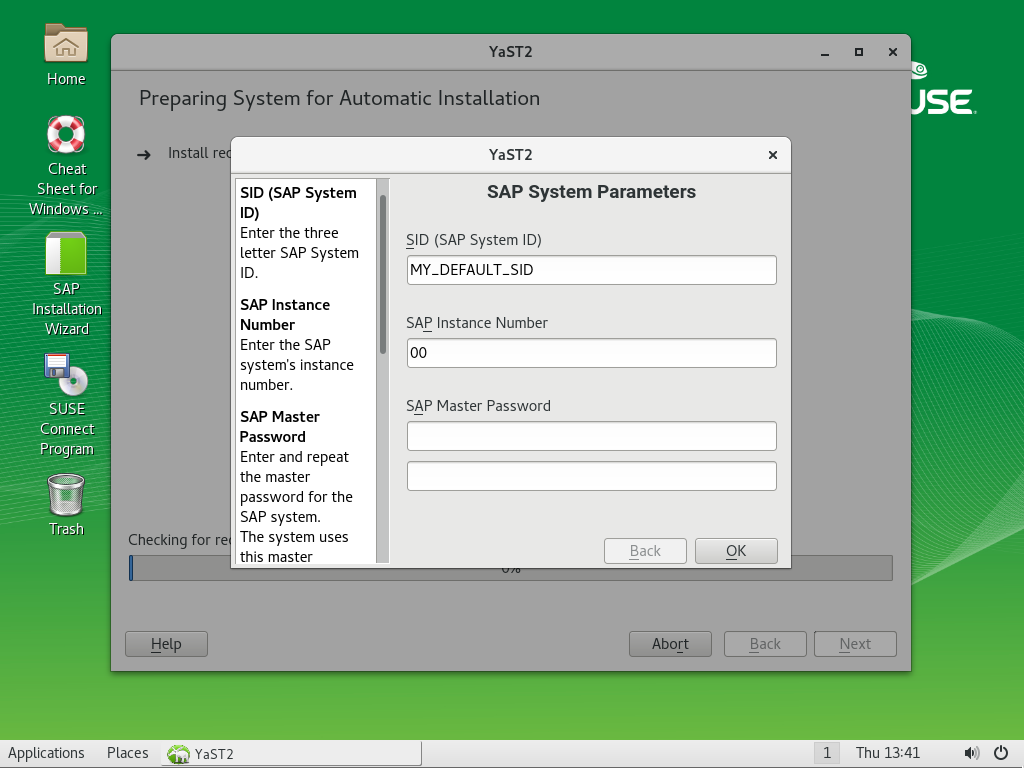 Home
Cheat
Sheet for
Windows ...
SAP
Installation
Wizard
SUSE
Connect
Program
Trash
YaST2
Preparing System for Automatic Installation
Install
YaST2
SID (SAP System
ID)
Enter the three
letter SAP System
ID.
SAP Instance
Number
Enter the SAP
system's instance
number.
SAP Master
Password
Enter and repeat
the master
password for the
SAP system.
The system uses
this master
SAP System Parameters
SID (SAP System ID)
MY_DEFAULT_SID
SAP Instance Number
00
SAP Master Password
Back
OK
Checking for
0%
Help
Abort
Back
Next
USE.
Applications
Places
YaST2
1
Thu 13:41